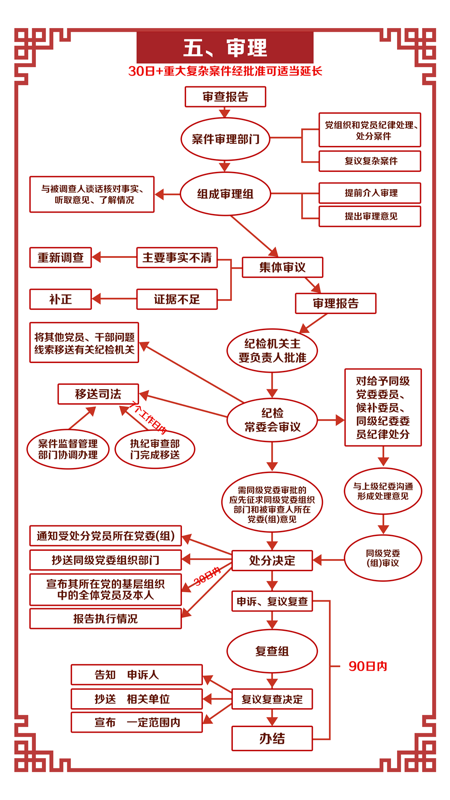 五、审理
30日+重大复杂案件经批准可适当延长
审查报告
案件审理部门
党组织和党员纪律处理、
处分案件
复议复杂案件
与被调查人谈话核对事实、
听取意见、了解情况
组成审理组
提前介入审理
提出审理意见
重新调查
主要事实不清
集体审议
补正
证据不足
审理报告
将其他党员、干部问题
线索移送有关纪检机关
纪检机关主
要负责人批准
移送司法
7个工作日内
纪检
常委会审议
对给予同级
党委委员、
候补委员、
同级纪委委
员纪律处分
案件监督管理
部门协调办理
执纪审查部
门完成移送
需同级党委审批的
应先征求同级党委组织
部门和被审查人所在
党委(组)意见
与上级纪委沟通
形成处理意见
通知受处分党员所在党委(组)
抄送同级党委组织部门
处分决定
同级党委
(组)审议
宣布其所在党的基层组织
中的全体党员及本人
30日内
申诉、复议复查
报告执行情况
复查组
90日内
告知 申诉人
抄送 相关单位
复议复查决定
宣布 一定范围内
办结